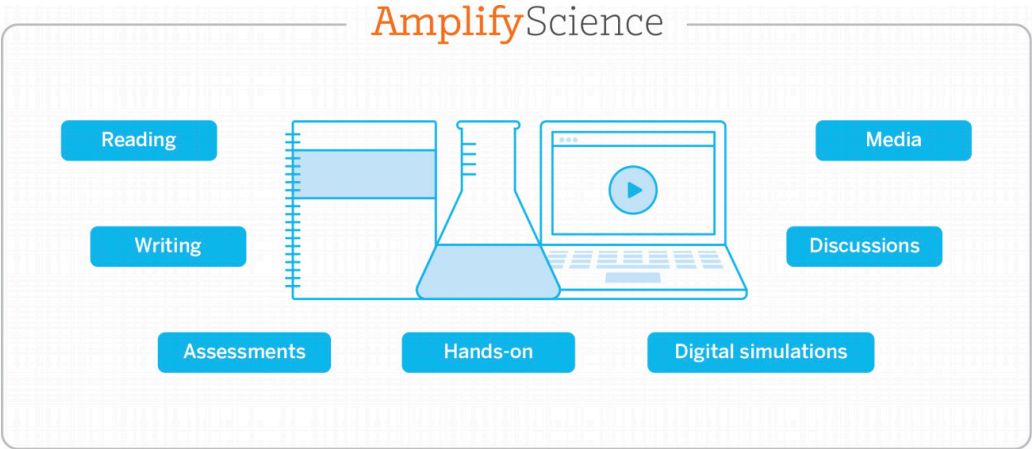 AmplifyScience
Reading
Media
Writing
Discussions
Assessments
Hands-on
Digital simulations